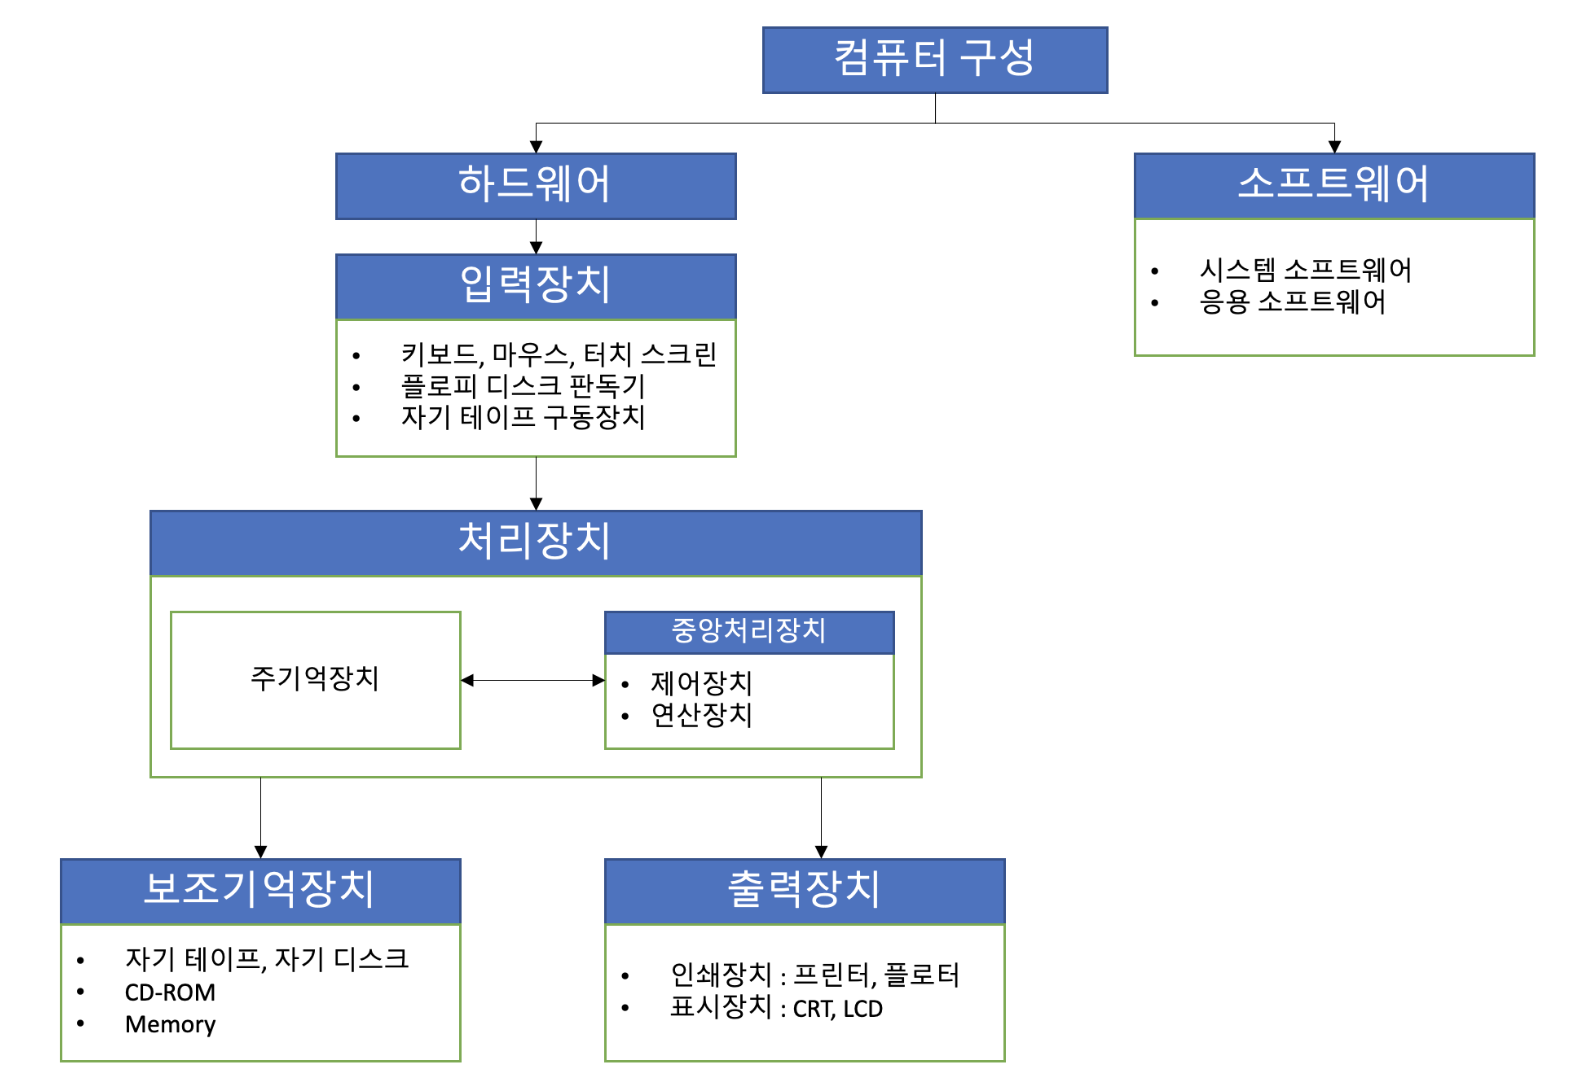 컴퓨터 구성
하드웨어
소프트웨어
• 시스템 소프트웨어
• 응용 소프트웨어
입력장치
• 키보드, 마우스, 터치 스크린
• 플로피 디스크 판독기
• 자기 테이프 구동장치
처리장치
주기억장치
중앙처리장치
• 제어장치
• 연산장치
보조기억장치
• 자기 테이프, 자기 디스크
• CD-ROM
• Memory
출력장치
• 인쇄장치 : 프린터, 플로터
• 표시장치 : CRT, LCD